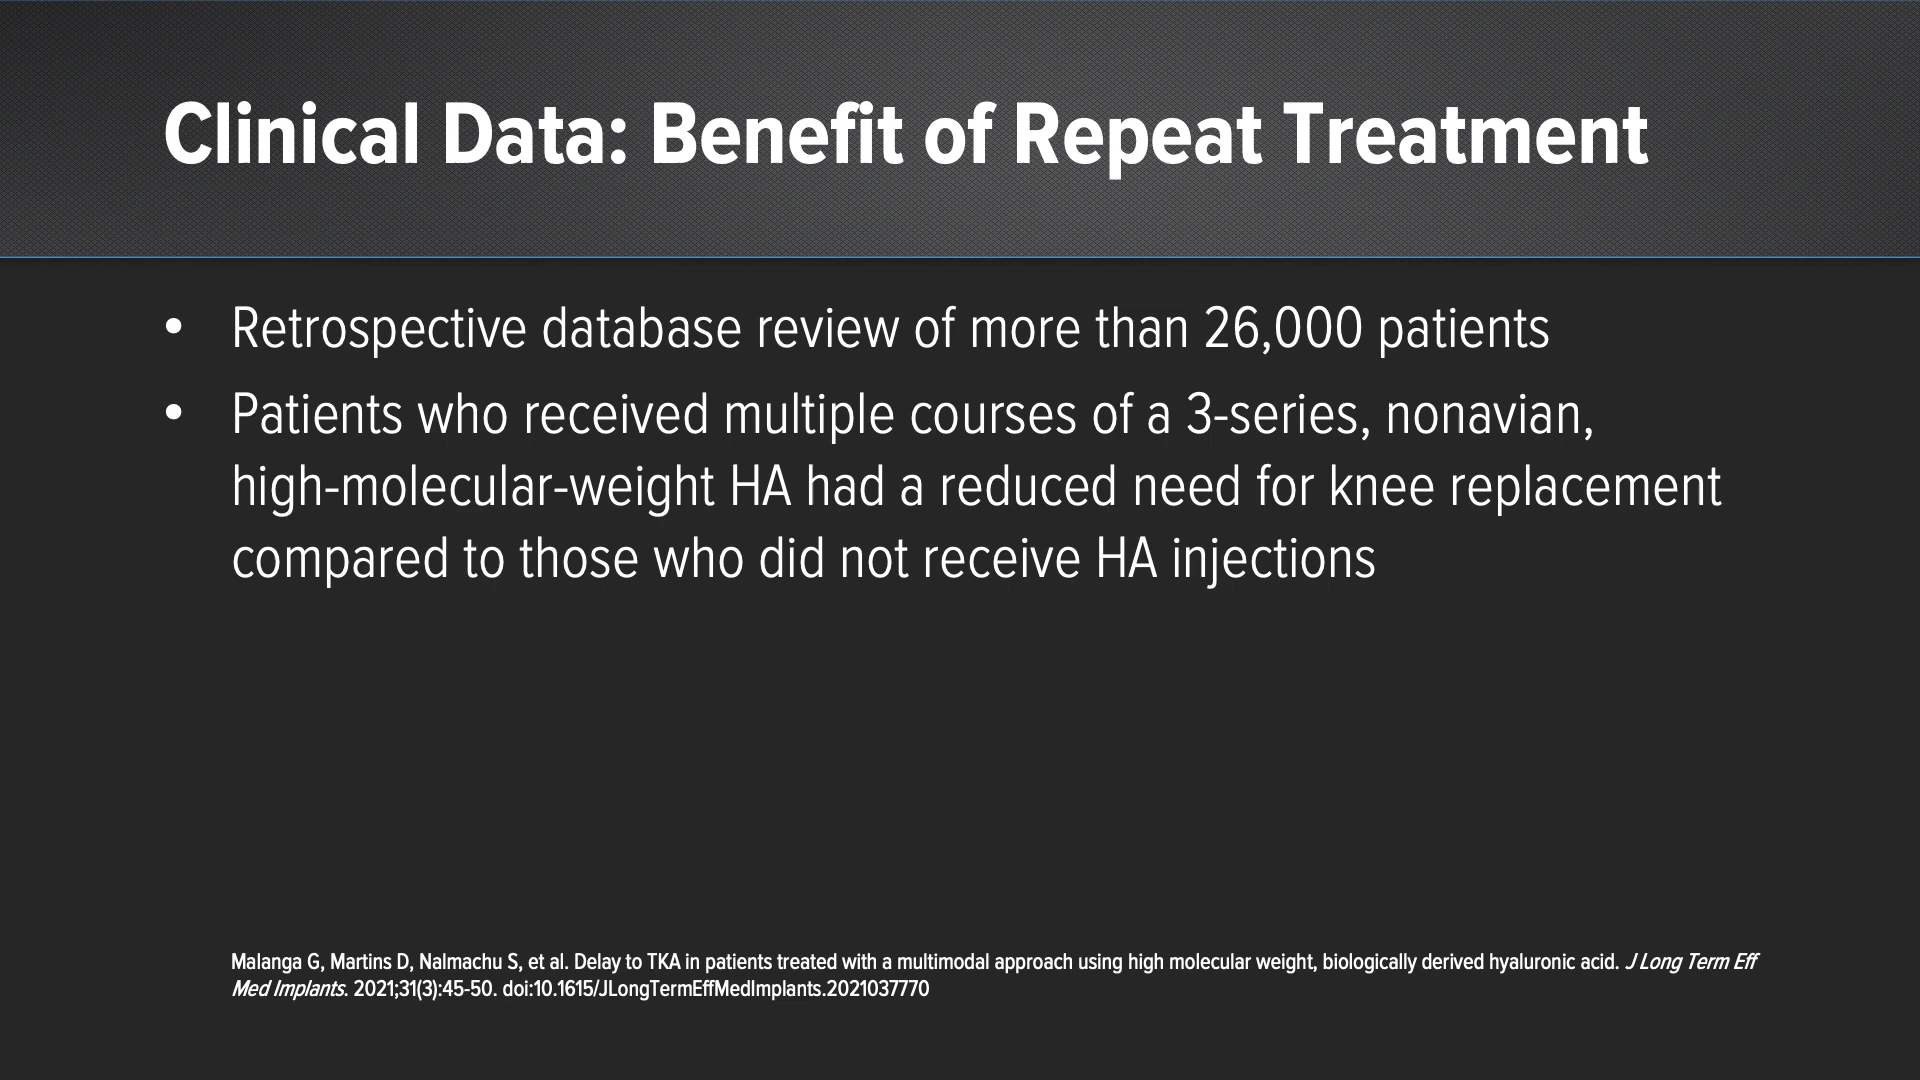 Clinical Data: Benefit of Repeat Treatment
• Retrospective database review of more than 26,000 patients
• Patients who received multiple courses of a 3-series, nonavian,
high-molecular-weight HA had a reduced need for knee replacement
compared to those who did not receive HA injections
Malanga G, Martins D, Nalmachu S, et al. Delay to TKA in patients treated with a multimodal approach using high molecular weight, biologically derived hyaluronic acid. J Long Term Eff
Med Implants. 2021;31(3):45-50. doi:10.1615/JLongTermEffMedImplants.2021037770